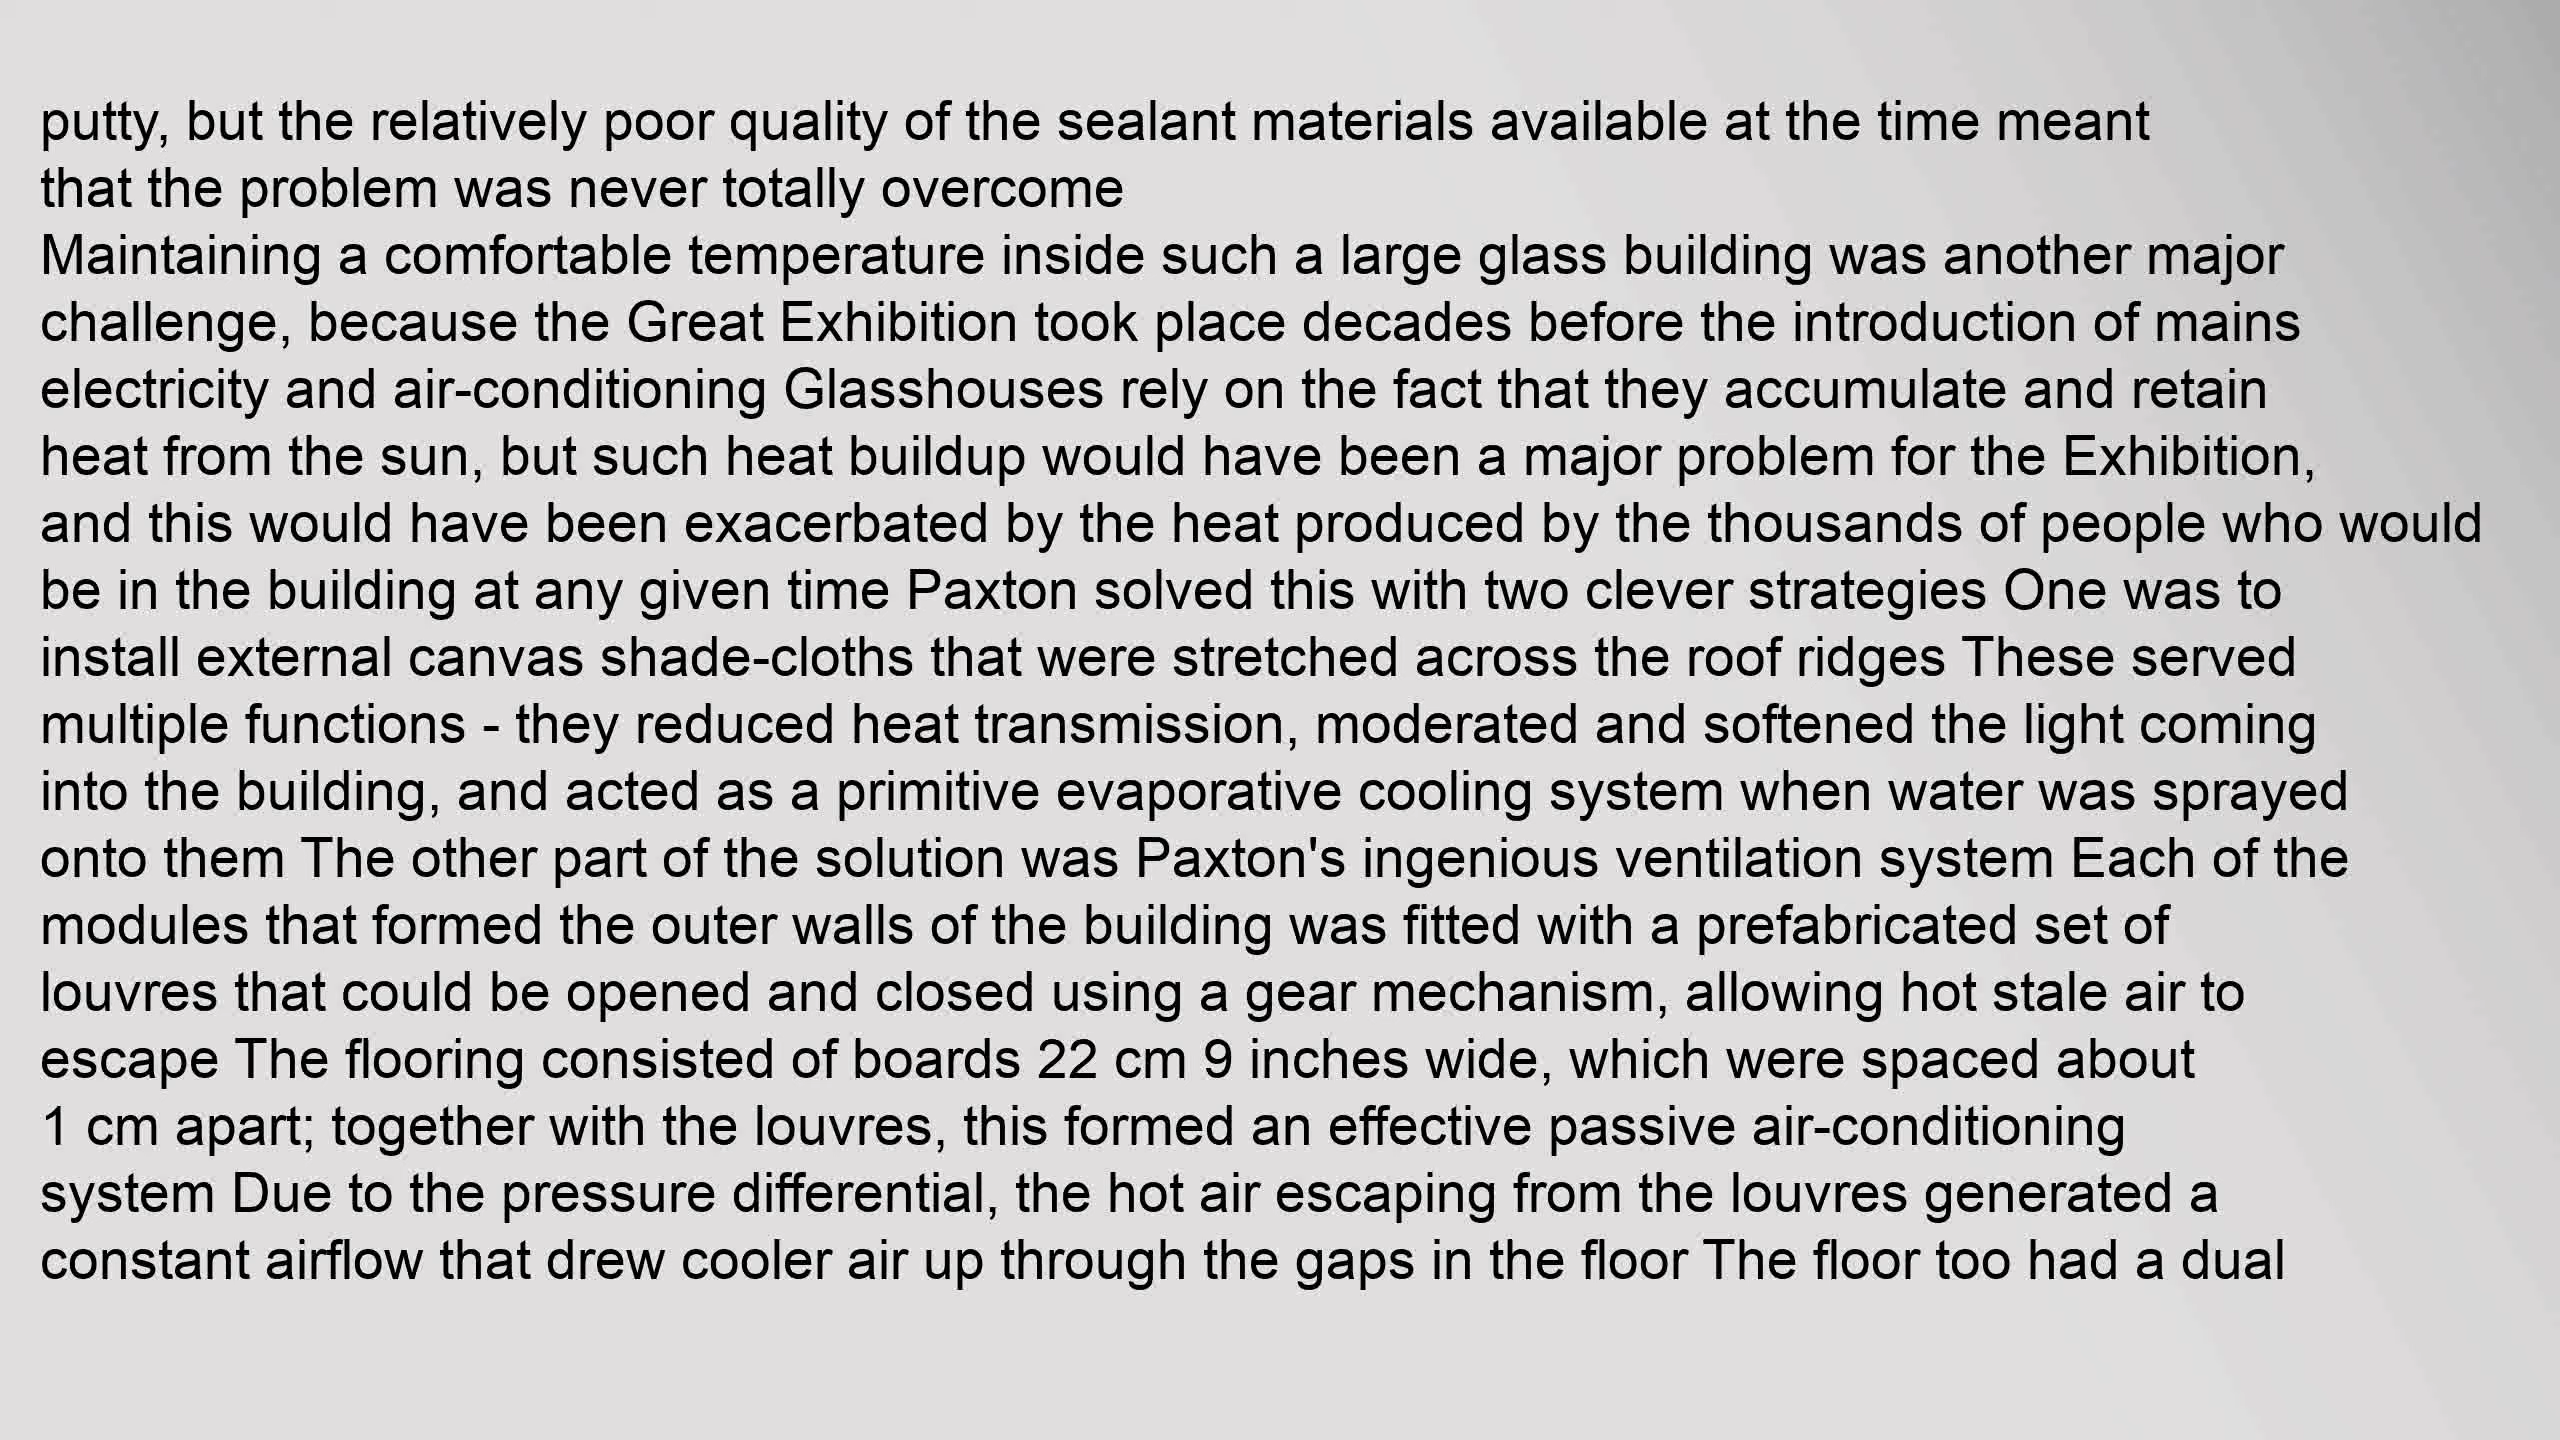 putty, but the relatively poor quality of the sealant materials available at the time meant
that the problem was never totally overcome
Maintaining a comfortable temperature inside such a large glass building was another major
challenge, because the Great Exhibition took place decades before the introduction of mains
electricity and air-conditioning Glasshouses rely on the fact that they accumulate and retain
heat from the sun, but such heat buildup would have been a major problem for the Exhibition,
and this would have been exacerbated by the heat produced by the thousands of people who would
be in the building at any given time Paxton solved this with two clever strategies One was to
install external canvas shade-cloths that were stretched across the roof ridges These served
multiple functions - they reduced heat transmission, moderated and softened the light coming
into the building, and acted as a primitive evaporative cooling system when water was sprayed
onto them The other part of the solution was Paxton's ingenious ventilation system Each of the
modules that formed the outer walls of the building was fitted with a prefabricated set of
louvres that could be opened and closed using a gear mechanism, allowing hot stale air to
escape The flooring consisted of boards 22 cm 9 inches wide, which were spaced about
1 cm apart; together with the louvres, this formed an effective passive air-conditioning
system Due to the pressure differential, the hot air escaping from the louvres generated a
constant airflow that drew cooler air up through the gaps in the floor The floor too had a dual